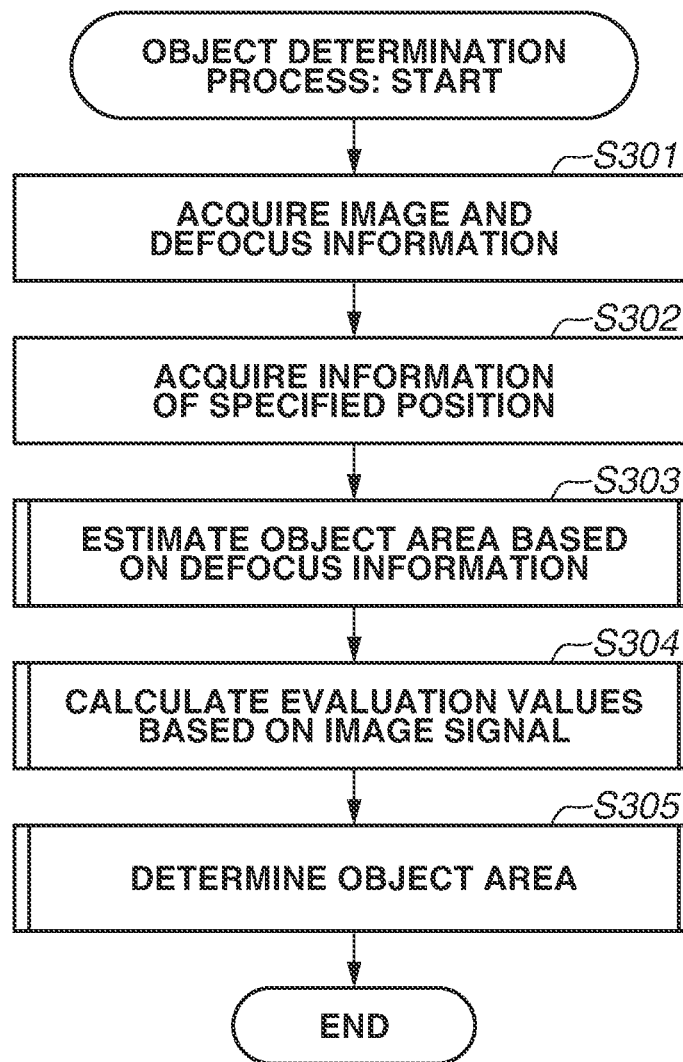 OBJECT DETERMINATION
PROCESS: START
S301
ACQUIRE IMAGE AND
DEFOCUS INFORMATION
S302
ACQUIRE INFORMATION
OF SPECIFIED POSITION
S303
ESTIMATE OBJECT AREA BASED
ON DEFOCUS INFORMATION
S304
CALCULATE EVALUATION VALUES
BASED ON IMAGE SIGNAL
S305
DETERMINE OBJECT AREA
END